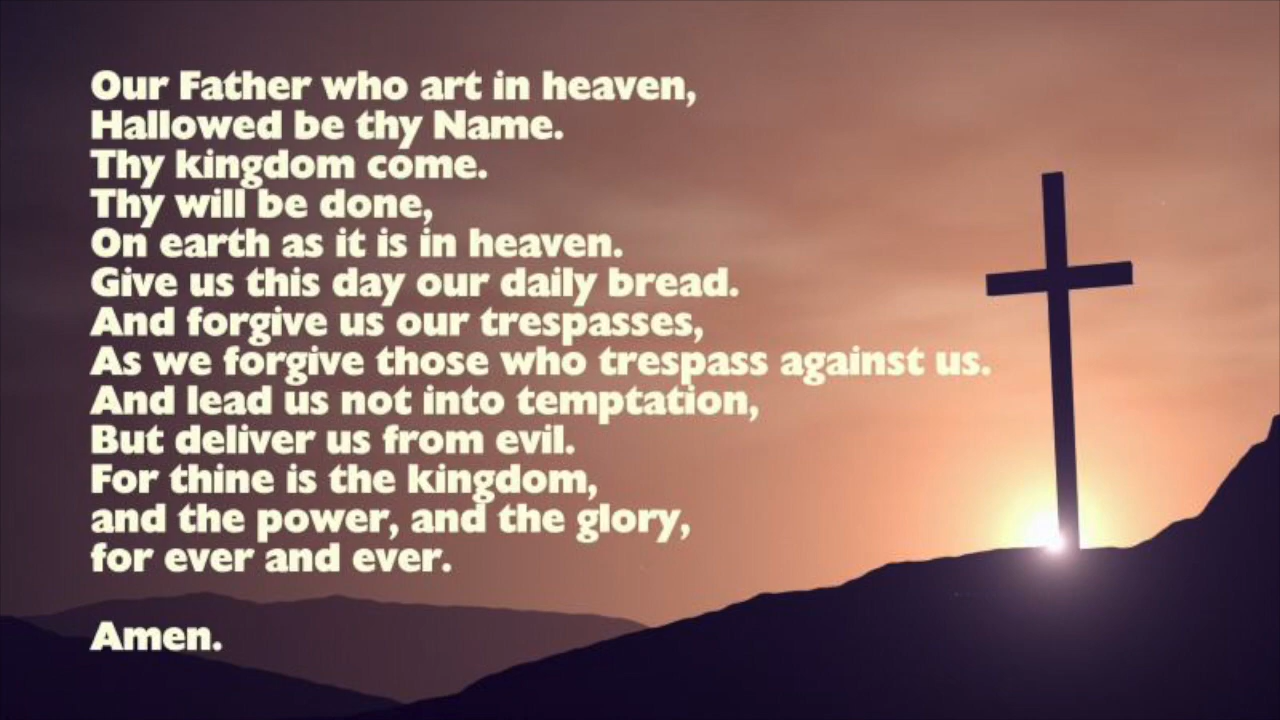 Our Father who art in heaven,
Hallowed be thy Name.
Thy kingdom come.
Thy will be done,
On earth as it is in heaven.
Give us this day our daily bread.
And forgive us our trespasses,
As we forgive those who trespass against us.
And lead us not into temptation,
But deliver us from evil.
For thine is the kingdom,
and the power, and the glory,
for ever and ever.
Amen.